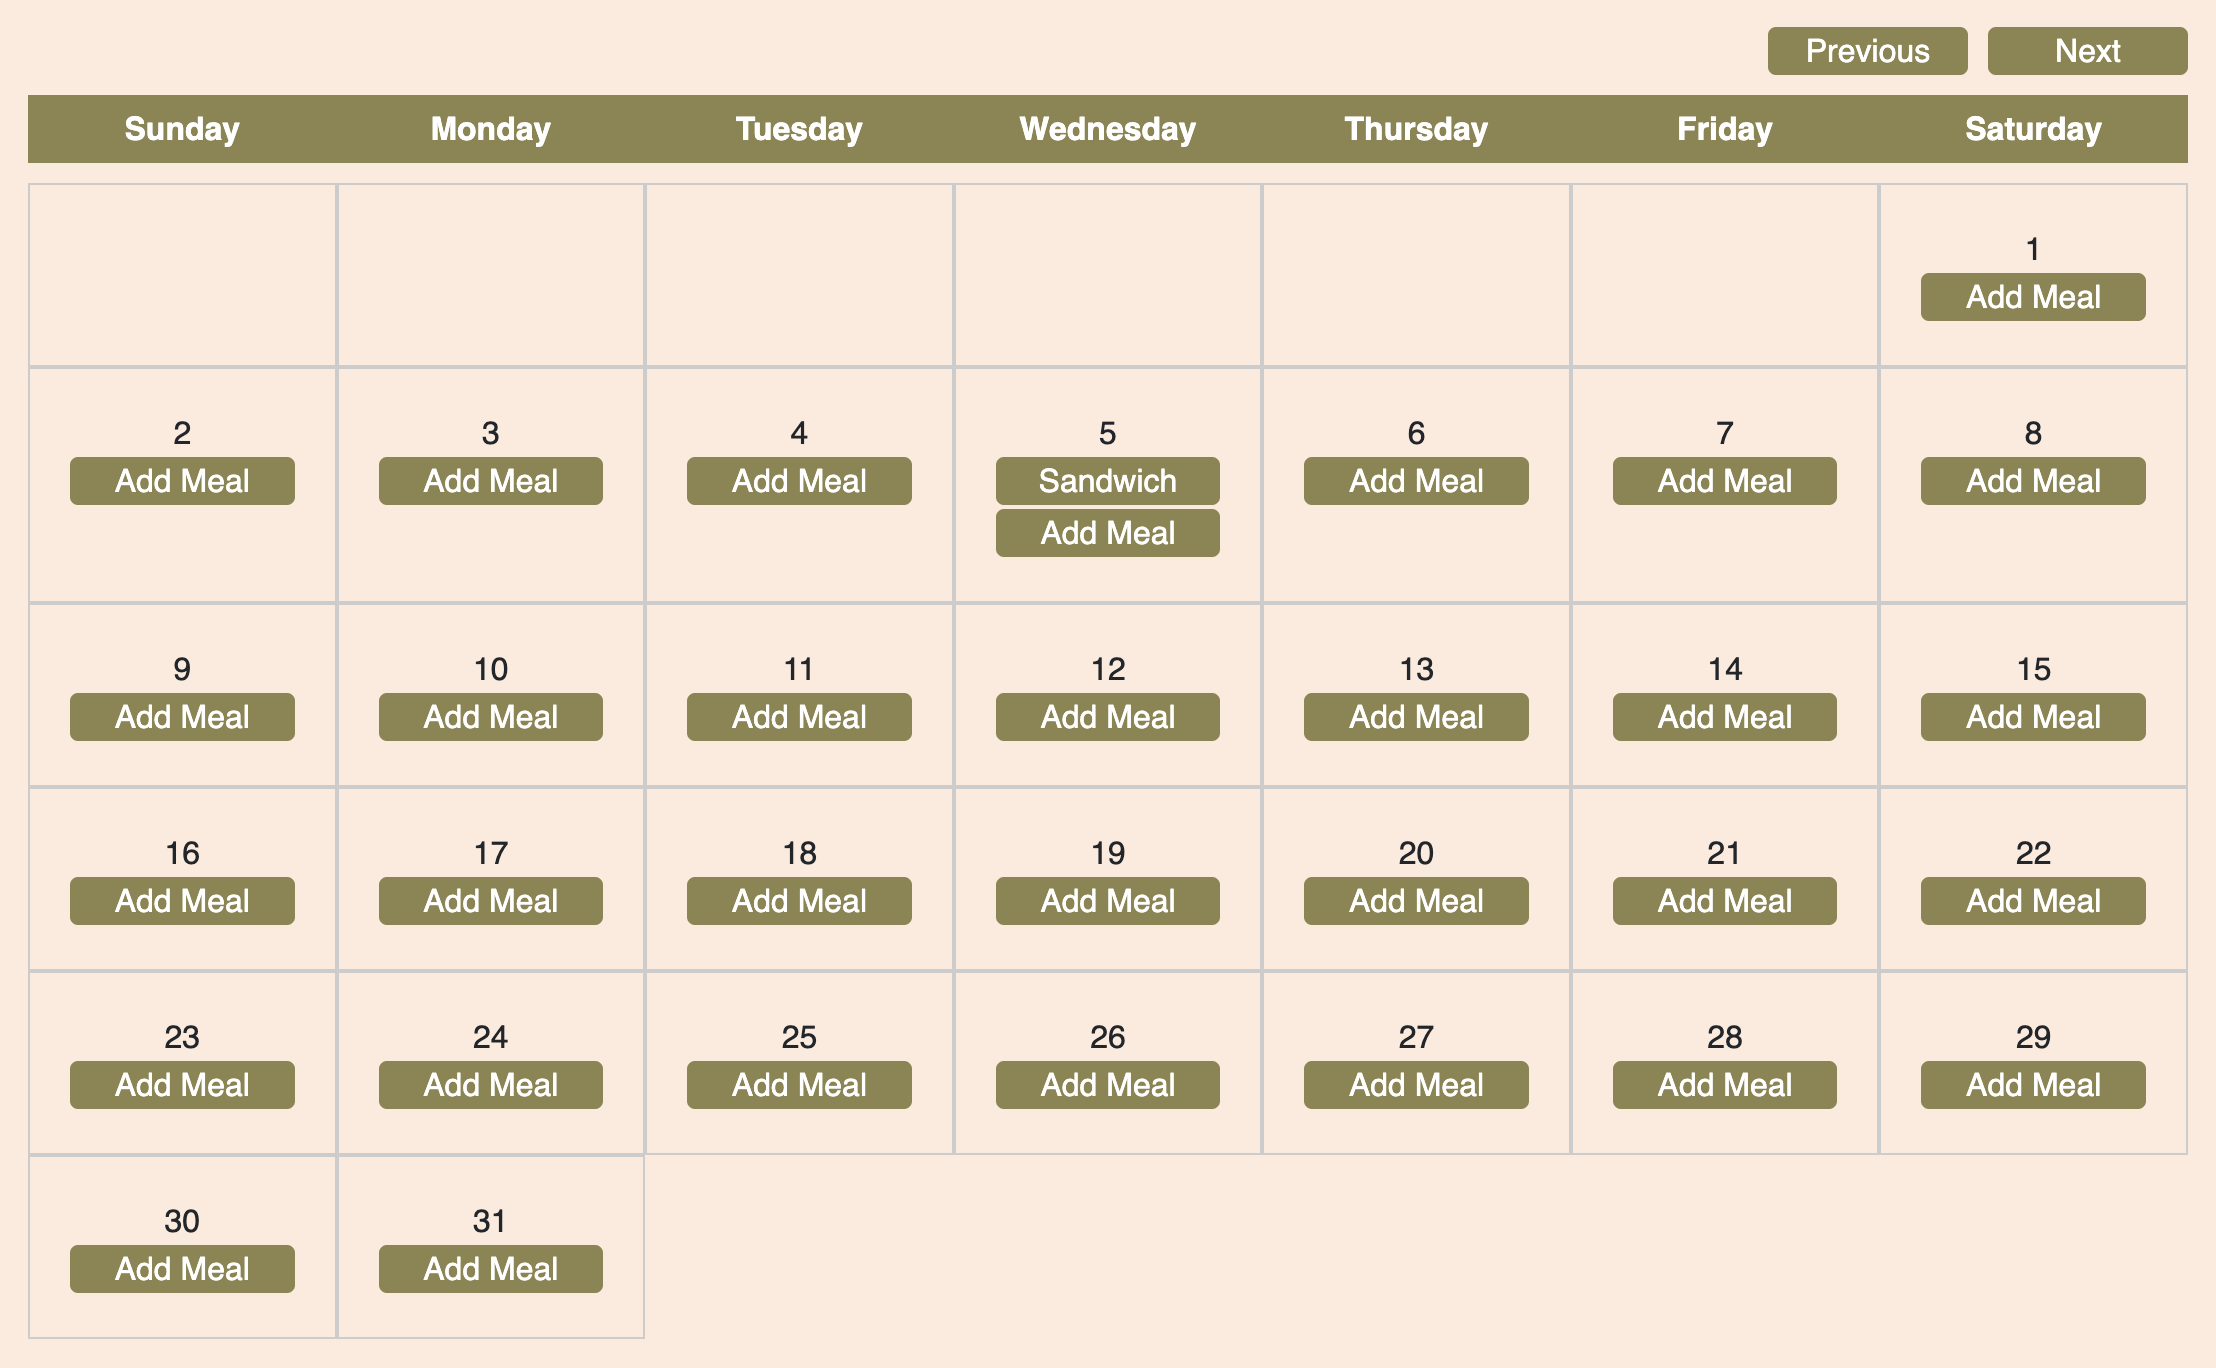 Previous Next
Sunday Monday Tuesday Wednesday Thursday Friday Saturday
1
Add Meal
2 3 4 5 6 7 8
Add Meal Add Meal Add Meal Sandwich Add Meal Add Meal Add Meal
Add Meal
9 10 11 12 13 14 15
Add Meal Add Meal Add Meal Add Meal Add Meal Add Meal Add Meal
16 17 18 19 20 21 22
Add Meal Add Meal Add Meal Add Meal Add Meal Add Meal Add Meal
23 24 25 26 27 28 29
Add Meal Add Meal Add Meal Add Meal Add Meal Add Meal Add Meal
30 31
Add Meal Add Meal